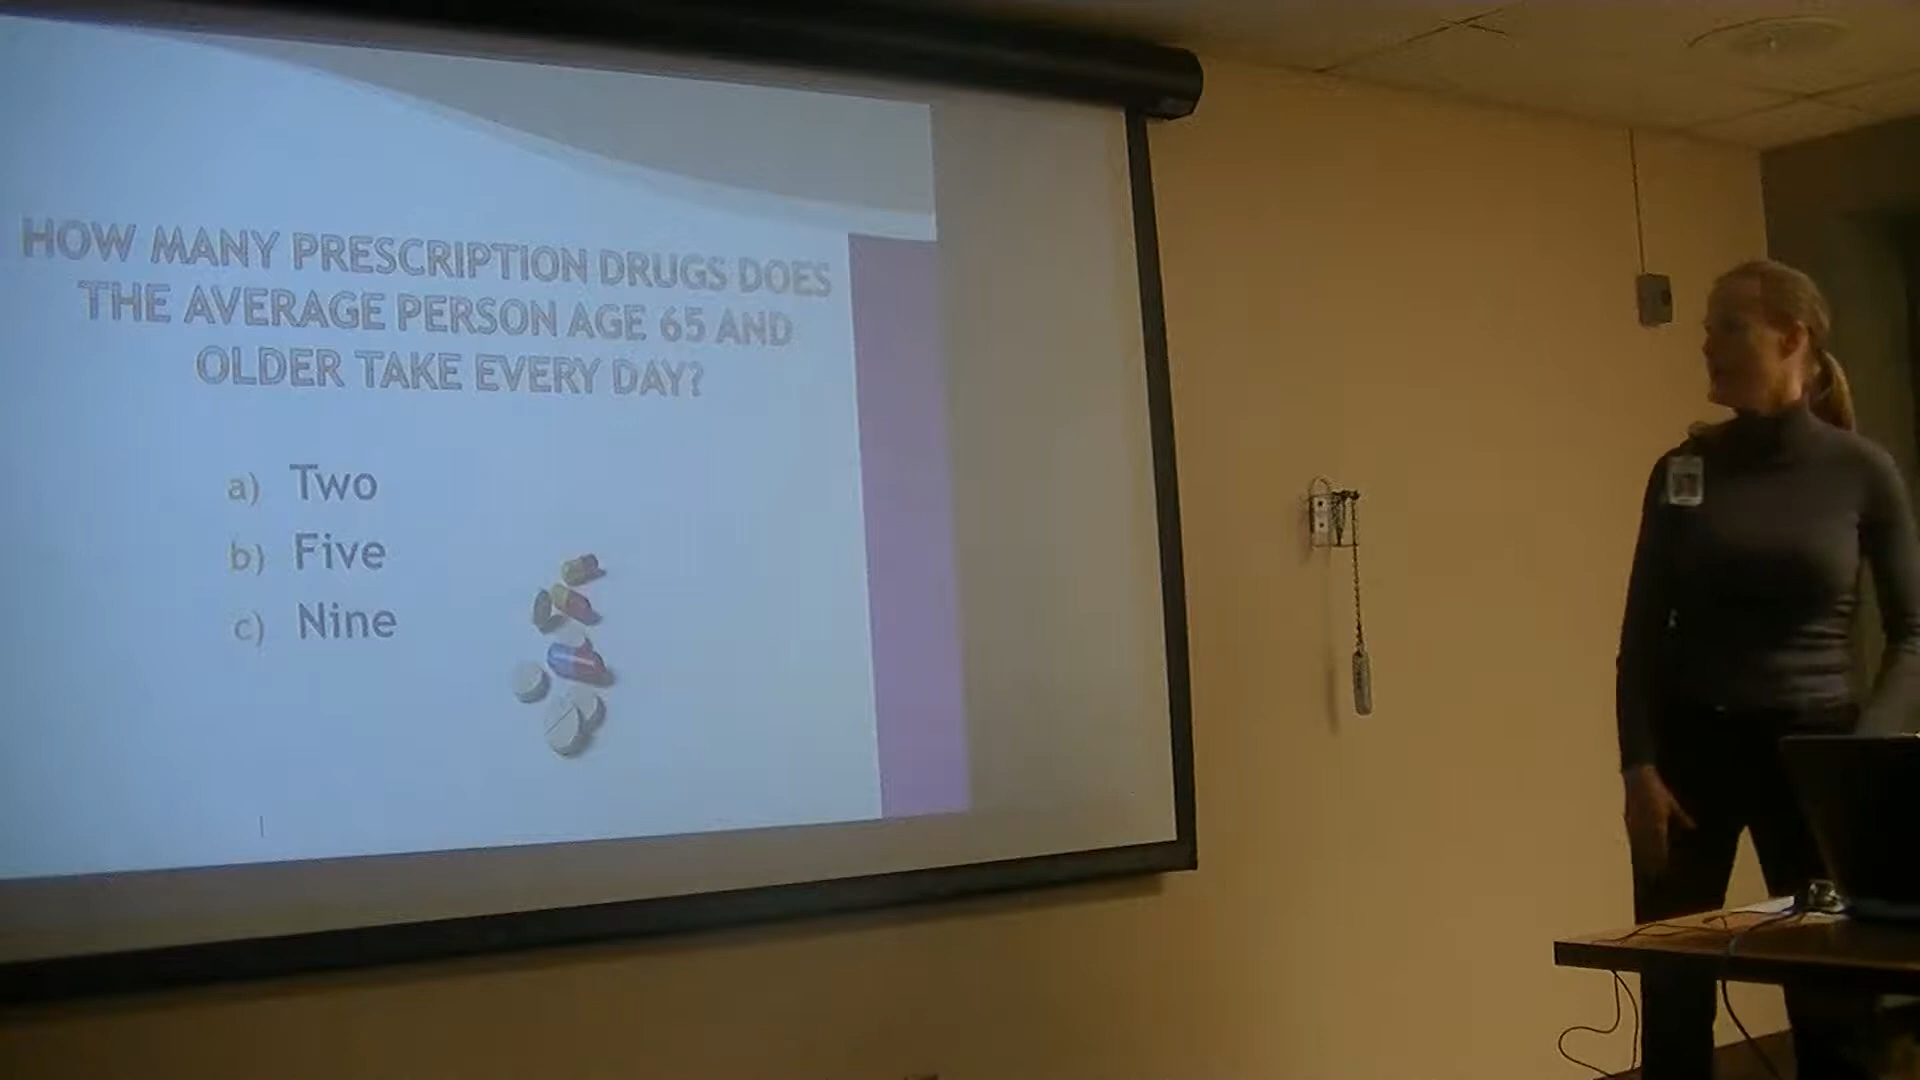 HOW MANY PRESCRIPTION DRUGS DOES
THE AVERAGE PERSON AGE 65 AND
OLDER TAKE EVERY DAY?
a) Two
b) Five
c) Nine